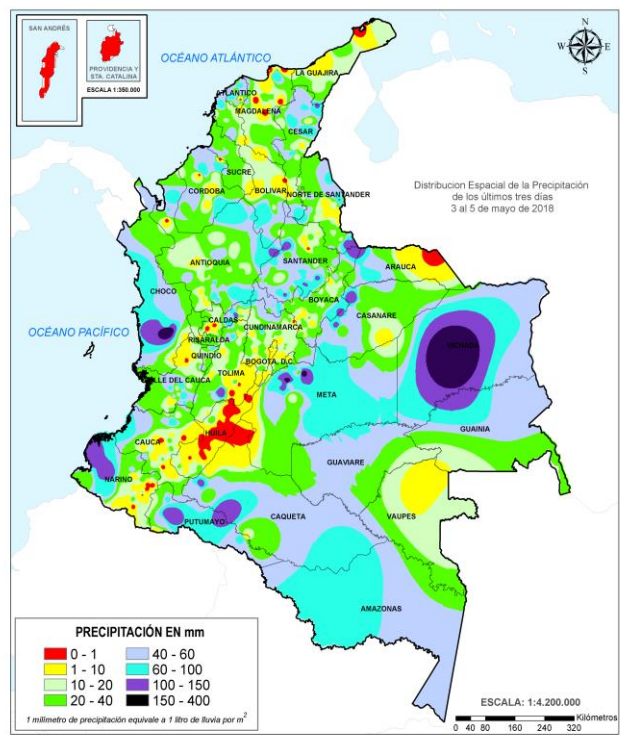 SAN ANDRÉS
PROVIDENCIA Y
STA. CATALINA
ESCALA 1:350.000
OCÉANO ATLÁNTICO
N
W
E
S
LA GUAJIRA
ATLANTICO
MAGDALENA
CESAR
SUCRE
CORDOBA
BOLIVAR
NORTE DE SANTANDER
Distribucion Espacial de la Precipitación
de los últimos tres días
3 al 5 de mayo de 2018
ANTIOQUIA
SANTANDER
ARAUCA
CHOCO
BOYACA
CASANARE
OCÉANO PACÍFICO
CALDAS
CUNDINAMARCA
RISARALDA
QUINDIO
BOGOTA, D.C.
TOLIMA
VALLE DEL CAUCA
META
VICHADA
GUAINIA
HUILA
CAUCA
GUAVIARE
NARIÑO
CAQUETA
VAUPES
PUTUMAYO
AMAZONAS
PRECIPITACIÓN EN mm
0 - 1
40 - 60
1 - 10
60 - 100
10 - 20
100 - 150
20 - 40
150 - 400
1 milimetro de precipitación equivale a 1 litro de lluvia por m²
ESCALA: 1:4.200.000
Kilómetros
0 40 80 160 240 320